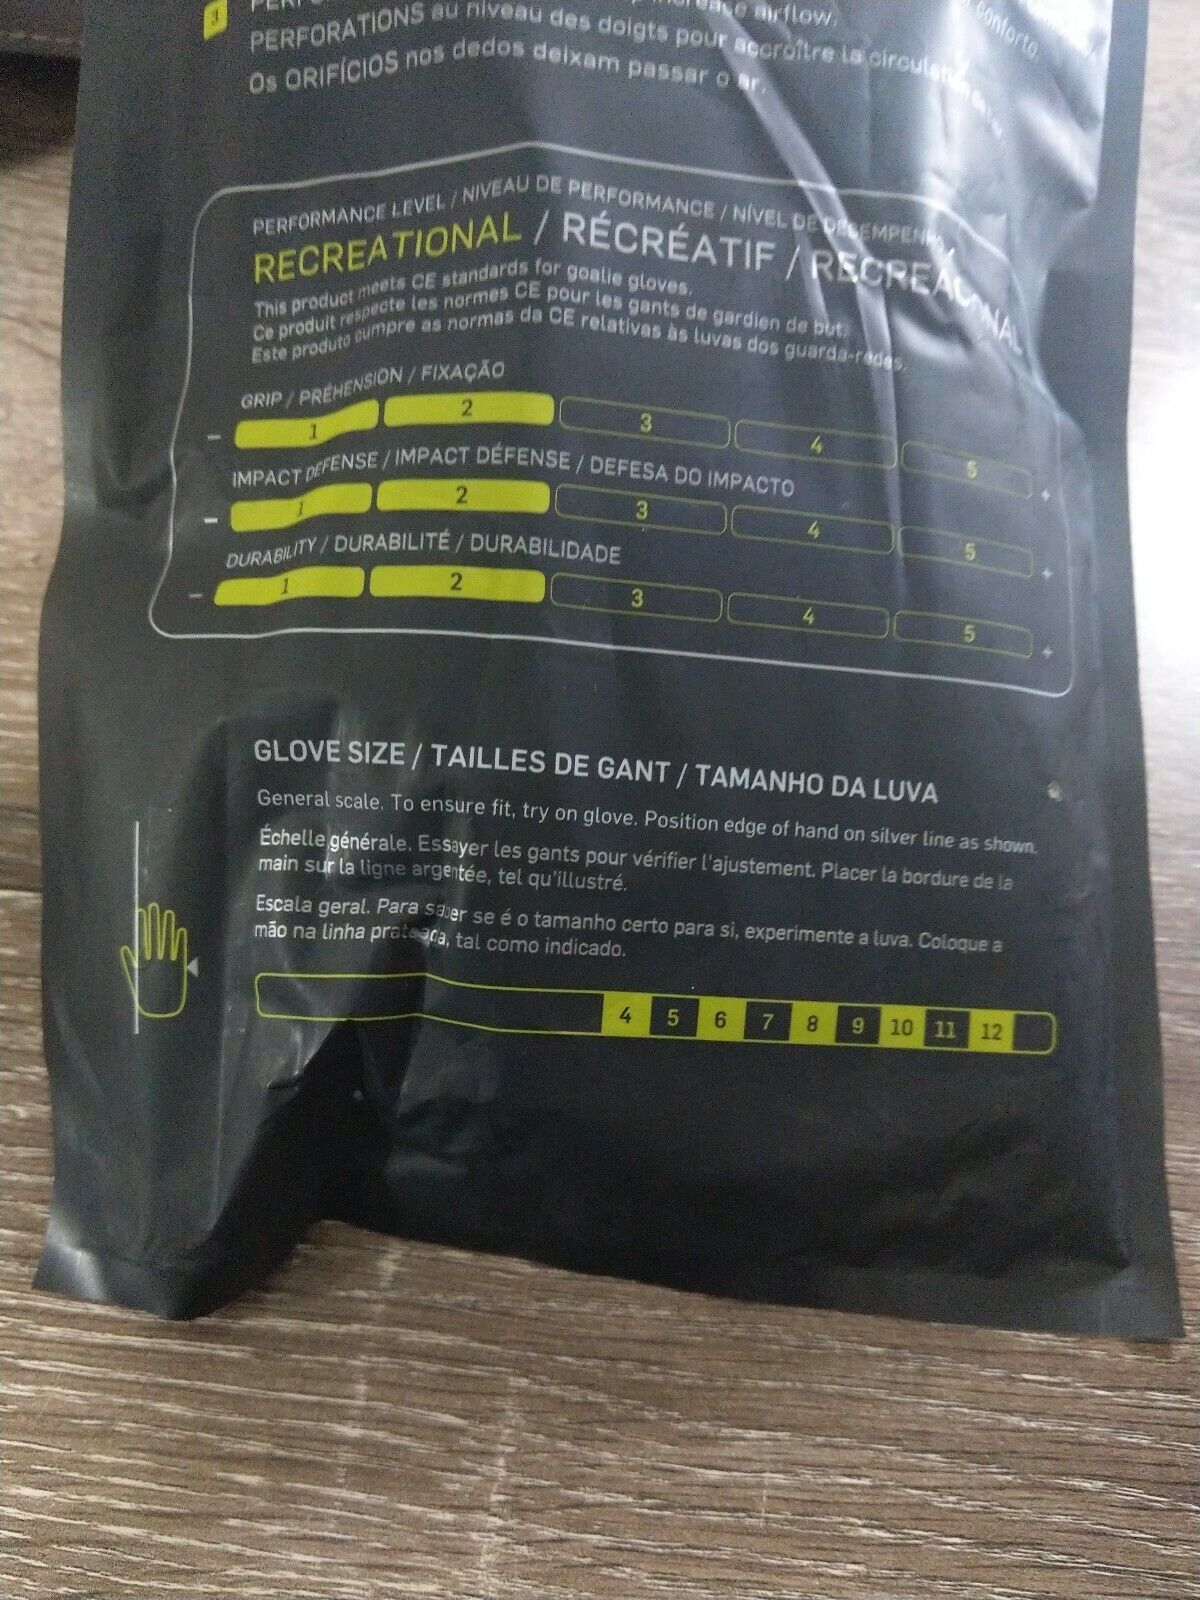 3
increase airflow.
PERFORATIONS au niveau des doigts pour accroître la circulation
conforto.
Os ORIFÍCIOS nos dedos deixam passar o ar.
PERFORMANCE LEVEL / NIVEAU DE PERFORMANCE / NÍVEL DE DESEMPENHO
RECREATIONAL / RÉCRÉATIF / RECREACIONAL
This product meets CE standards for goalie gloves.
Ce produit respecte les normes CE pour les gants de gardien de but.
Este produto cumpre as normas da CE relativas às luvas dos guarda-redes.
GRIP / PRÉHENSION / FIXAÇÃO
– 1 2 3 4 5 +
IMPACT DEFENSE / IMPACT DÉFENSE / DEFESA DO IMPACTO
– 1 2 3 4 5 +
DURABILITY / DURABILITÉ / DURABILIDADE
– 1 2 3 4 5 +
GLOVE SIZE / TAILLES DE GANT / TAMANHO DA LUVA
General scale. To ensure fit, try on glove. Position edge of hand on silver line as shown.
Échelle générale. Essayer les gants pour vérifier l'ajustement. Placer la bordure de la
main sur la ligne argentée, tel qu'illustré.
Escala geral. Para saber se é o tamanho certo para si, experimente a luva. Coloque a
mão na linha prateada, tal como indicado.
4 5 6 7 8 9 10 11 12